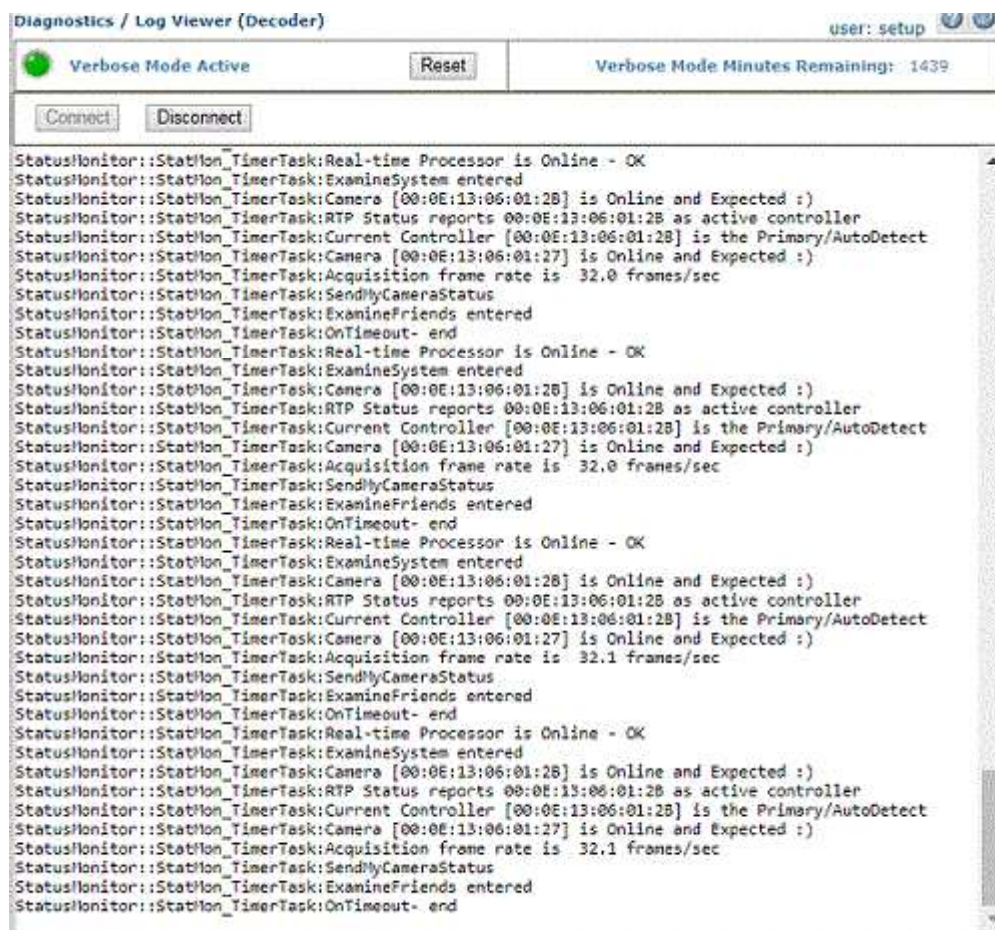 Diagnostics / Log Viewer (Decoder)
user: setup
Verbose Mode Active
Reset
Verbose Mode Minutes Remaining: 1439
Connect
Disconnect
StatusMonitor::StatMon_TimerTask:Real-time Processor is Online - OK
StatusMonitor::StatMon_TimerTask:ExamineSystem entered
StatusMonitor::StatMon_TimerTask:Camera [00:0E:13:06:01:2B] is Online and Expected :)
StatusMonitor::StatMon_TimerTask:RTP Status reports 00:0E:13:06:01:2B as active controller
StatusMonitor::StatMon_TimerTask:Current Controller [00:0E:13:06:01:2B] is the Primary/AutoDetect
StatusMonitor::StatMon_TimerTask:Camera [00:0E:13:06:01:27] is Online and Expected :)
StatusMonitor::StatMon_TimerTask:Acquisition frame rate is  32.0 frames/sec
StatusMonitor::StatMon_TimerTask:SendMyCameraStatus
StatusMonitor::StatMon_TimerTask:ExamineFriends entered
StatusMonitor::StatMon_TimerTask:OnTimeout- end
StatusMonitor::StatMon_TimerTask:Real-time Processor is Online - OK
StatusMonitor::StatMon_TimerTask:ExamineSystem entered
StatusMonitor::StatMon_TimerTask:Camera [00:0E:13:06:01:2B] is Online and Expected :)
StatusMonitor::StatMon_TimerTask:RTP Status reports 00:0E:13:06:01:2B as active controller
StatusMonitor::StatMon_TimerTask:Current Controller [00:0E:13:06:01:2B] is the Primary/AutoDetect
StatusMonitor::StatMon_TimerTask:Camera [00:0E:13:06:01:27] is Online and Expected :)
StatusMonitor::StatMon_TimerTask:Acquisition frame rate is  32.0 frames/sec
StatusMonitor::StatMon_TimerTask:SendMyCameraStatus
StatusMonitor::StatMon_TimerTask:ExamineFriends entered
StatusMonitor::StatMon_TimerTask:OnTimeout- end
StatusMonitor::StatMon_TimerTask:Real-time Processor is Online - OK
StatusMonitor::StatMon_TimerTask:ExamineSystem entered
StatusMonitor::StatMon_TimerTask:Camera [00:0E:13:06:01:2B] is Online and Expected :)
StatusMonitor::StatMon_TimerTask:RTP Status reports 00:0E:13:06:01:2B as active controller
StatusMonitor::StatMon_TimerTask:Current Controller [00:0E:13:06:01:2B] is the Primary/AutoDetect
StatusMonitor::StatMon_TimerTask:Camera [00:0E:13:06:01:27] is Online and Expected :)
StatusMonitor::StatMon_TimerTask:Acquisition frame rate is  32.1 frames/sec
StatusMonitor::StatMon_TimerTask:SendMyCameraStatus
StatusMonitor::StatMon_TimerTask:ExamineFriends entered
StatusMonitor::StatMon_TimerTask:OnTimeout- end
StatusMonitor::StatMon_TimerTask:Real-time Processor is Online - OK
StatusMonitor::StatMon_TimerTask:ExamineSystem entered
StatusMonitor::StatMon_TimerTask:Camera [00:0E:13:06:01:2B] is Online and Expected :)
StatusMonitor::StatMon_TimerTask:RTP Status reports 00:0E:13:06:01:2B as active controller
StatusMonitor::StatMon_TimerTask:Current Controller [00:0E:13:06:01:2B] is the Primary/AutoDetect
StatusMonitor::StatMon_TimerTask:Camera [00:0E:13:06:01:27] is Online and Expected :)
StatusMonitor::StatMon_TimerTask:Acquisition frame rate is  32.1 frames/sec
StatusMonitor::StatMon_TimerTask:SendMyCameraStatus
StatusMonitor::StatMon_TimerTask:ExamineFriends entered
StatusMonitor::StatMon_TimerTask:OnTimeout- end